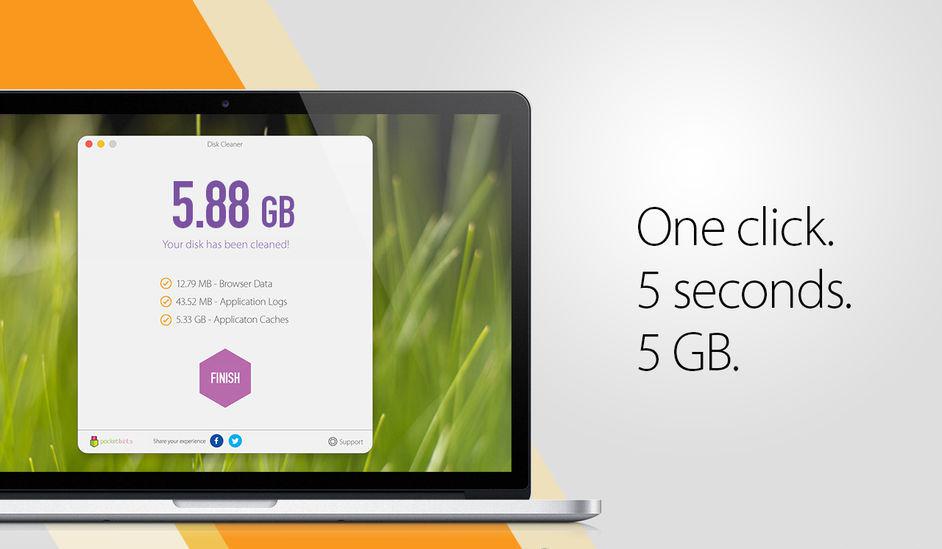 Disk Cleaner
5.88 GB
Your disk has been cleaned!
12.79 MB - Browser Data
43.52 MB - Application Logs
5.33 GB - Applicaton Caches
FINISH
pocketbits
Share your experience
Support
One click.
5 seconds.
5 GB.